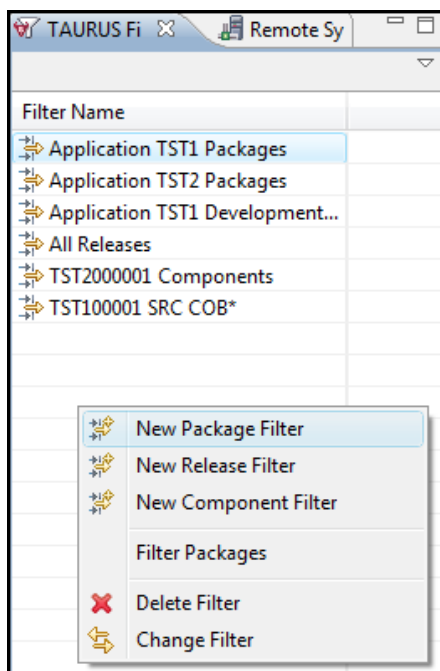 TAURUS Fi Remote Sy
Filter Name
Application TST1 Packages
Application TST2 Packages
Application TST1 Development...
All Releases
TST2000001 Components
TST100001 SRC COB*
New Package Filter
New Release Filter
New Component Filter
Filter Packages
Delete Filter
Change Filter